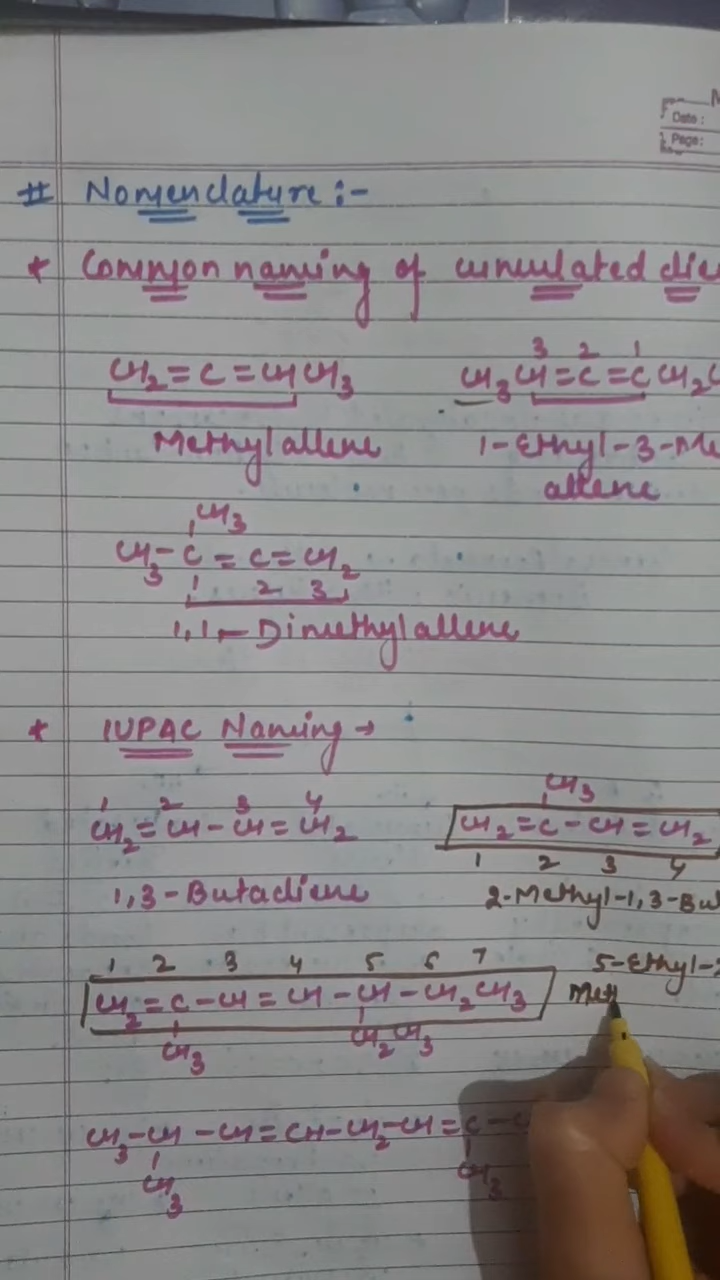 Date:
Page:
# Nomenclature:-
* Common naming of cumulated
CH2=C=CHCH3
3 2 1
CH3CH=C=CCH2
Methylallene
1-Ethyl-3-Me
allene
CH3
CH3-C=C=CH2
1 2 3
1,1-Dimethylallene
* IUPAC Naming→
1 2 3 4
CH2=CH-CH=CH2
CH3
CH2=C-CH=CH2
1 2 3 4
1,3-Butadiene
2-Methyl-1,3-Bu
1 2 3 4 5 6 7
CH2=C-CH=CH-CH-CH2CH3
CH3
CH2CH3
5-Ethyl-
Meth
CH3-CH-CH=CH-CH2-CH=C-
CH3
CH3